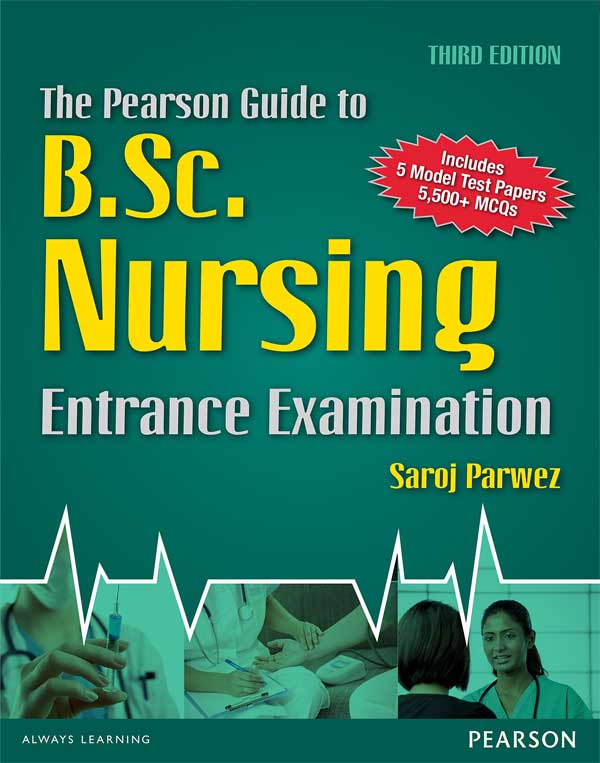 THIRD EDITION
The Pearson Guide to
B.Sc.
Includes
5 Model Test Papers
5,500+ MCQs
Nursing
Entrance Examination
Saroj Parwez
ALWAYS LEARNING
PEARSON